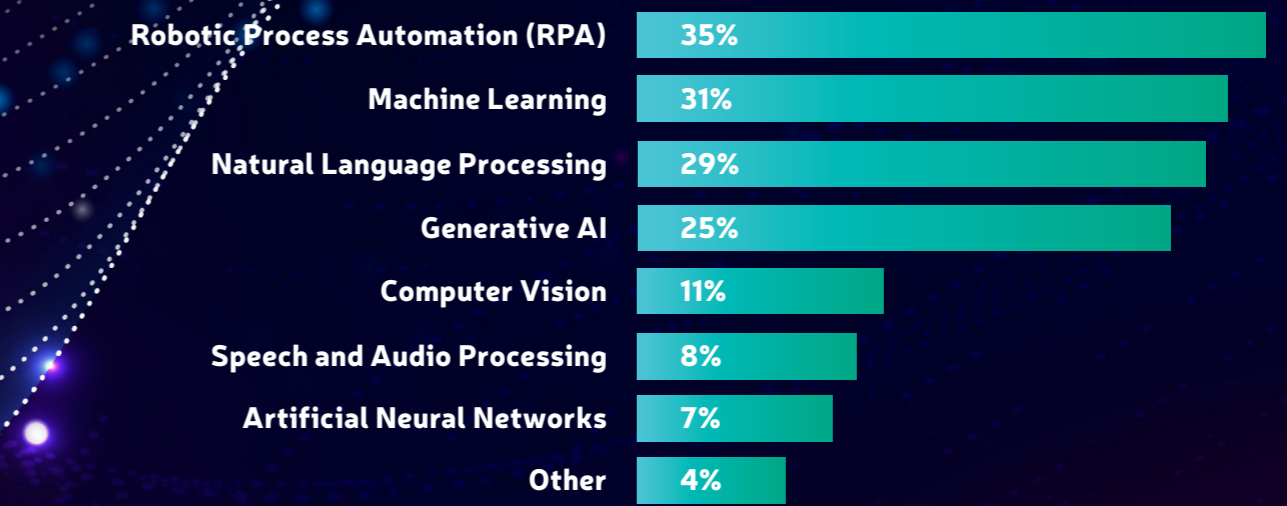 Robotic Process Automation (RPA) 35%
Machine Learning 31%
Natural Language Processing 29%
Generative AI 25%
Computer Vision 11%
Speech and Audio Processing 8%
Artificial Neural Networks 7%
Other 4%